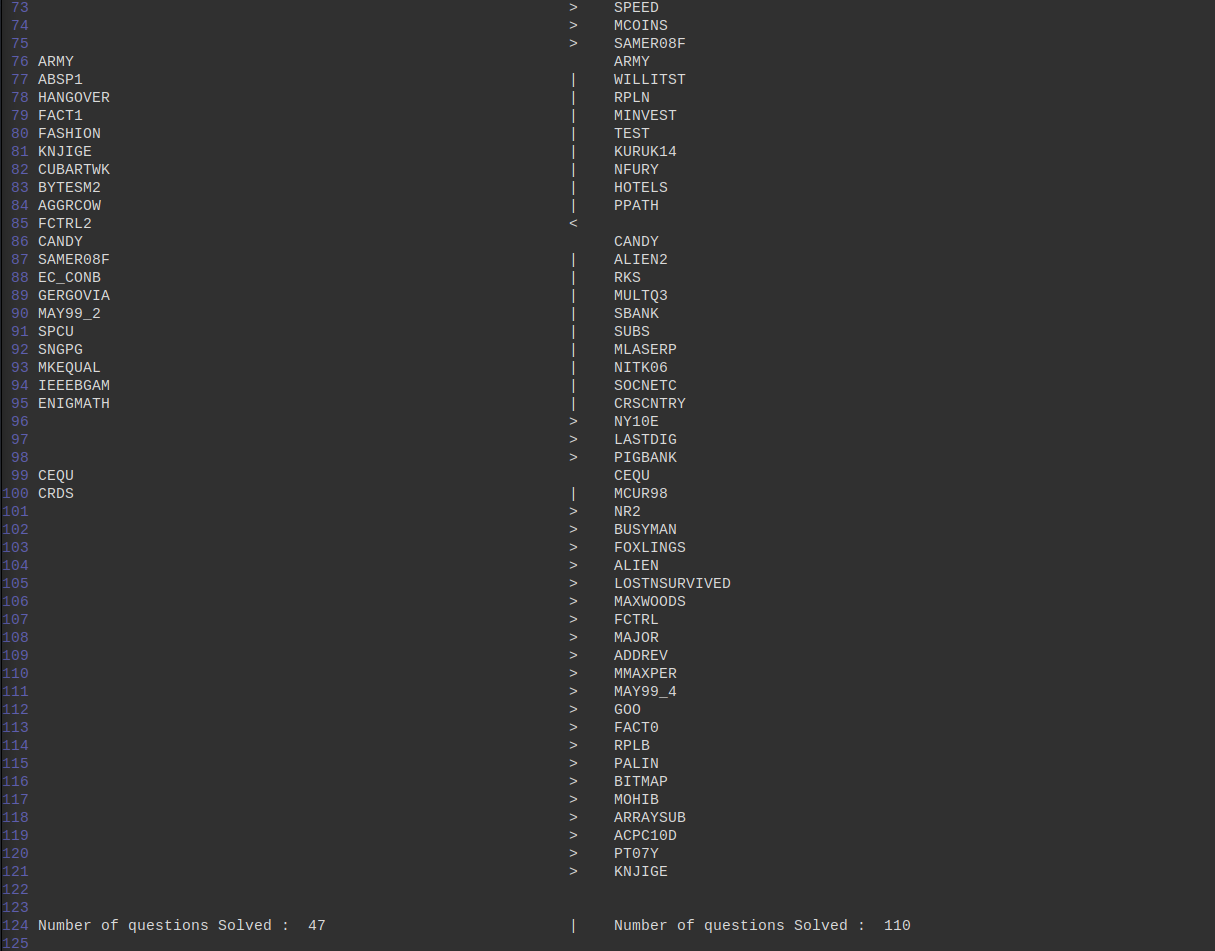 73 > SPEED
74 > MCOINS
75 > SAMER08F
76 ARMY ARMY
77 ABSP1 | WILLITST
78 HANGOVER | RPLN
79 FACT1 | MINVEST
80 FASHION | TEST
81 KNJIGE | KURUK14
82 CUBARTWK | NFURY
83 BYTESM2 | HOTELS
84 AGGRCOW | PPATH
85 FCTRL2 <
86 CANDY CANDY
87 SAMER08F | ALIEN2
88 EC_CONB | RKS
89 GERGOVIA | MULTQ3
90 MAY99_2 | SBANK
91 SPCU | SUBS
92 SNGPG | MLASERP
93 MKEQUAL | NITK06
94 IEEEBGAM | SOCNETC
95 ENIGMATH | CRSCNTRY
96 > NY10E
97 > LASTDIG
98 > PIGBANK
99 CEQU CEQU
100 CRDS | MCUR98
101 > NR2
102 > BUSYMAN
103 > FOXLINGS
104 > ALIEN
105 > LOSTNSURVIVED
106 > MAXWOODS
107 > FCTRL
108 > MAJOR
109 > ADDREV
110 > MMAXPER
111 > MAY99_4
112 > GOO
113 > FACT0
114 > RPLB
115 > PALIN
116 > BITMAP
117 > MOHIB
118 > ARRAYSUB
119 > ACPC10D
120 > PT07Y
121 > KNJIGE
122
123
124 Number of questions Solved : 47 | Number of questions Solved : 110
125